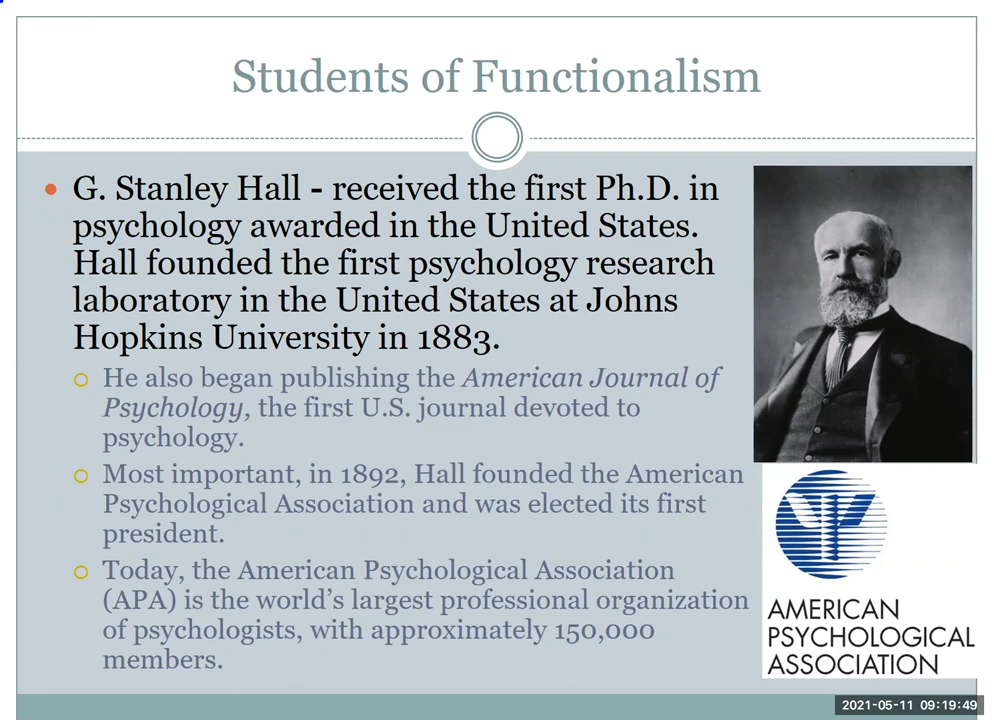 Students of Functionalism
G. Stanley Hall - received the first Ph.D. in
psychology awarded in the United States.
Hall founded the first psychology research
laboratory in the United States at Johns
Hopkins University in 1883.
He also began publishing the American Journal of
Psychology, the first U.S. journal devoted to
psychology.
Most important, in 1892, Hall founded the American
Psychological Association and was elected its first
president.
Today, the American Psychological Association
(APA) is the world’s largest professional organization
of psychologists, with approximately 150,000
members.
AMERICAN
PSYCHOLOGICAL
ASSOCIATION
2021-05-11 09:19:49